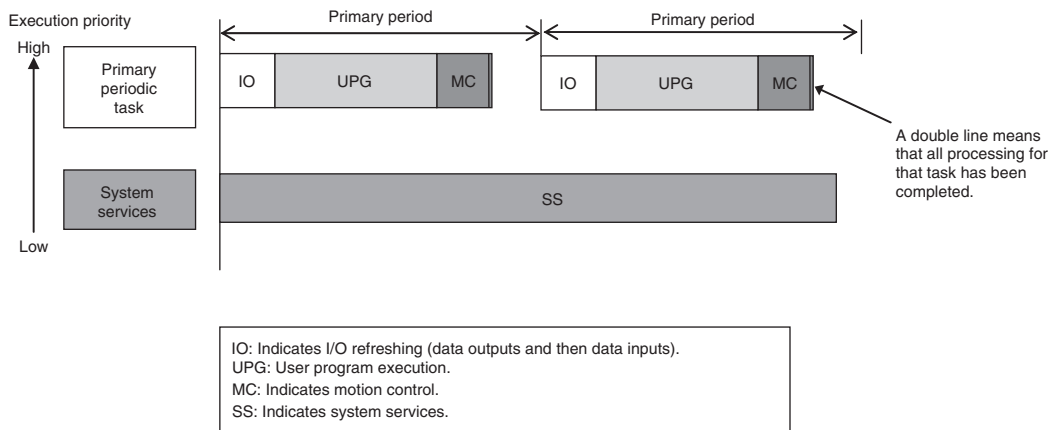 Execution priority
High
Low
Primary
periodic
task
System
services
Primary period
Primary period
IO
UPG
MC
IO
UPG
MC
SS
A double line means
that all processing for
that task has been
completed.
IO: Indicates I/O refreshing (data outputs and then data inputs).
UPG: User program execution.
MC: Indicates motion control.
SS: Indicates system services.